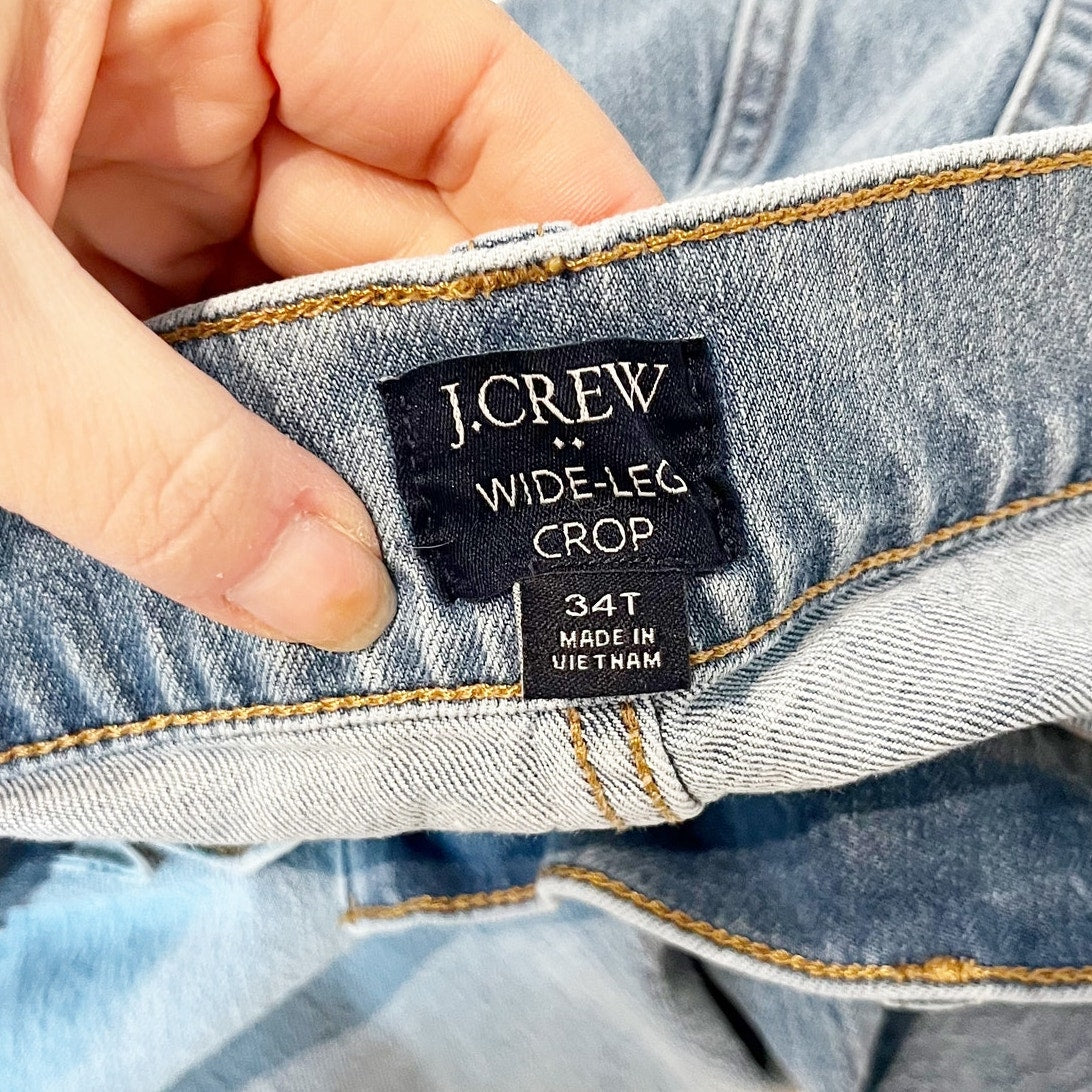 J.CREW
WIDE-LEG
CROP
34T
MADE IN
VIETNAM